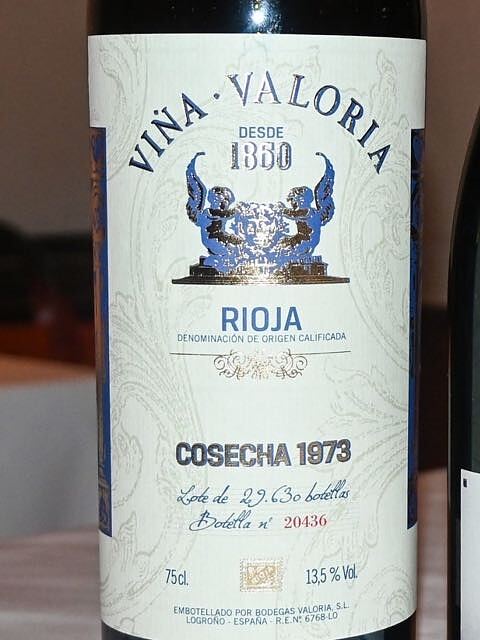 VIÑA · VALORIA
DESDE
1860
RIOJA
DENOMINACIÓN DE ORIGEN CALIFICADA
COSECHA 1973
Lote de 29.630 botellas
Botella nº 20436
75cl.
13,5 % Vol.
EMBOTELLADO POR BODEGAS VALORIA, S.L.
LOGROÑO - ESPAÑA - R.E.Nº 6768-LO